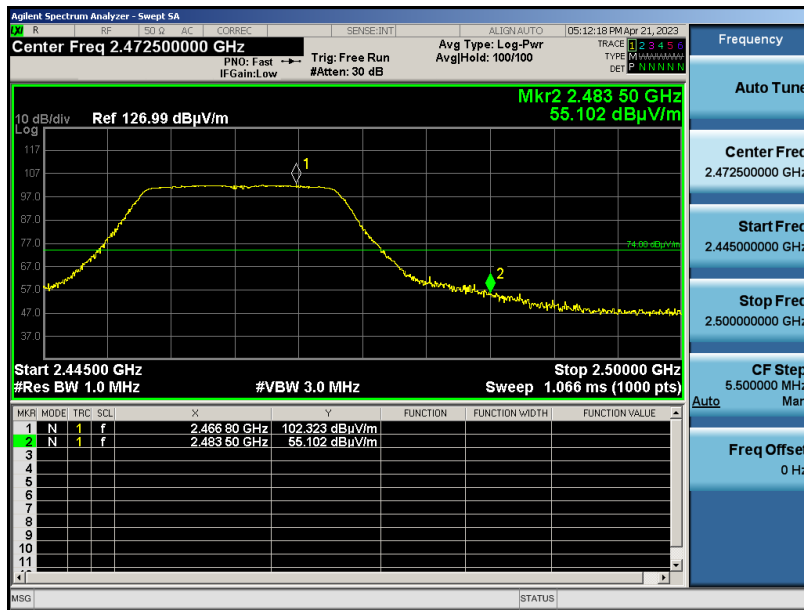 Agilent Spectrum Analyzer - Swept SA
LXI R RF 50 Ω AC CORREC SENSE:INT ALIGN AUTO 05:12:18 PM Apr 21, 2023
Center Freq 2.472500000 GHz
PNO: Fast
IFGain:Low
Trig: Free Run
#Atten: 30 dB
Avg Type: Log-Pwr
Avg|Hold: 100/100
TRACE 1 2 3 4 5 6
TYPE M
DET P N N N N N
Mkr2 2.483 50 GHz
55.102 dBµV/m
10 dB/div Ref 126.99 dBµV/m
Log
117
107
97.0
87.0
77.0
67.0
57.0
47.0
37.0
1
2
74.00 dBµV/m
Start 2.44500 GHz Stop 2.50000 GHz
#Res BW 1.0 MHz #VBW 3.0 MHz Sweep 1.066 ms (1000 pts)
MKR MODE TRC SCL X Y FUNCTION FUNCTION WIDTH FUNCTION VALUE
1 N 1 f 2.466 80 GHz 102.323 dBµV/m
2 N 1 f 2.483 50 GHz 55.102 dBµV/m
3
4
5
6
7
8
9
10
11
MSG STATUS
Frequency
Auto Tune
Center Freq
2.472500000 GHz
Start Freq
2.445000000 GHz
Stop Freq
2.500000000 GHz
CF Step
5.500000 MHz
Auto Man
Freq Offset
0 Hz